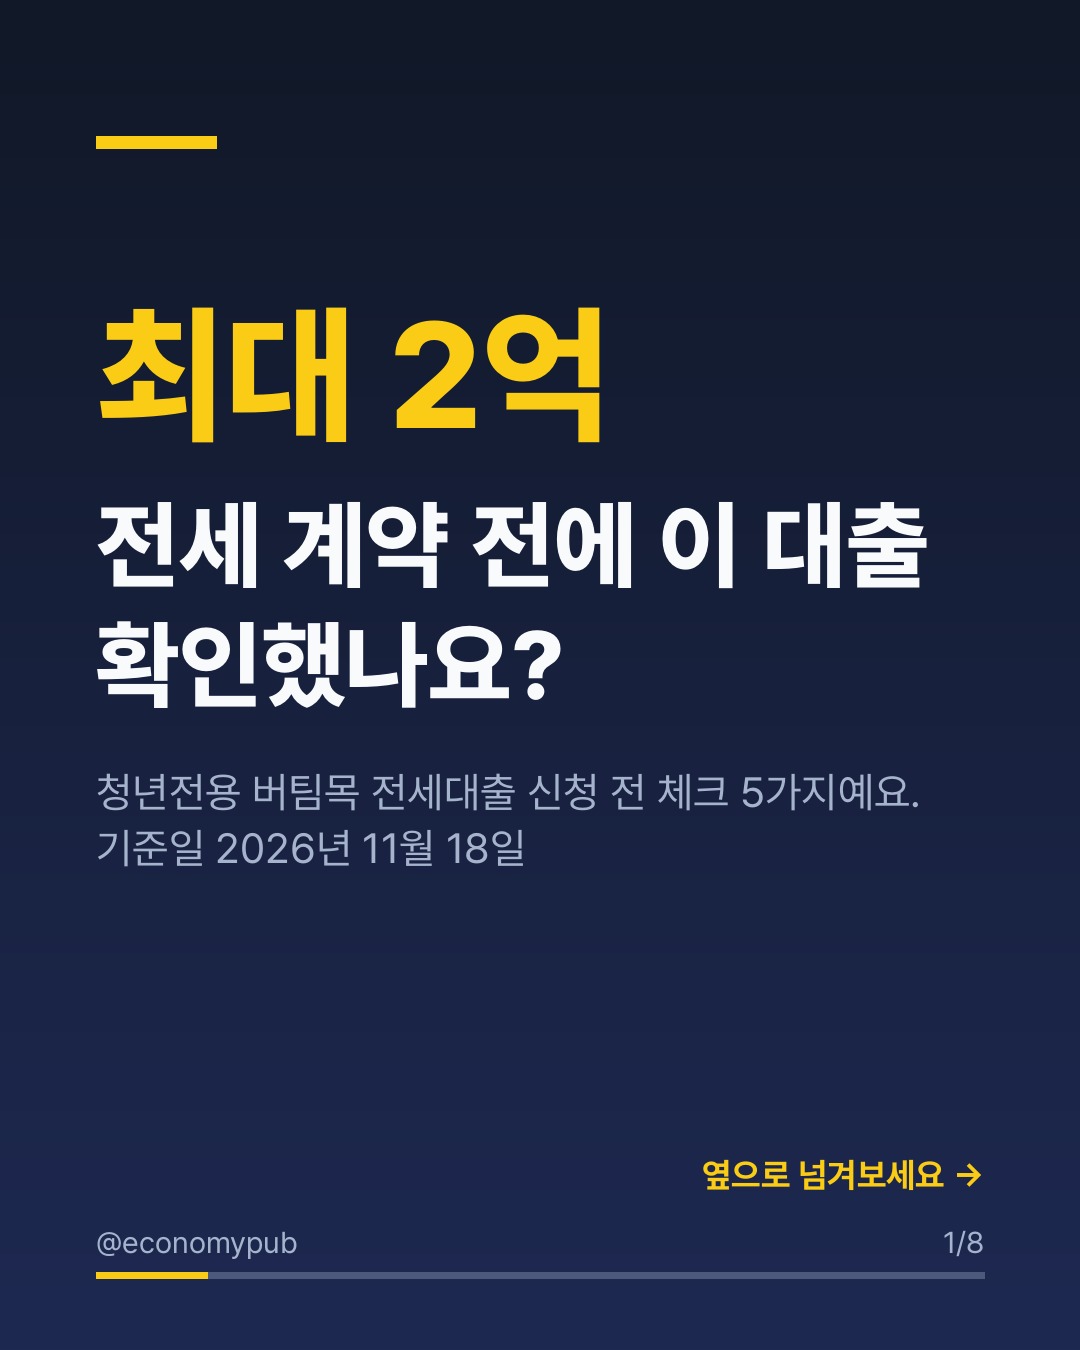 최대 2억
전세 계약 전에 이 대출
확인했나요?
청년전용 버팀목 전세대출 신청 전 체크 5가지예요.
기준일 2026년 11월 18일
옆으로 넘겨보세요 →
@economypub
1/8